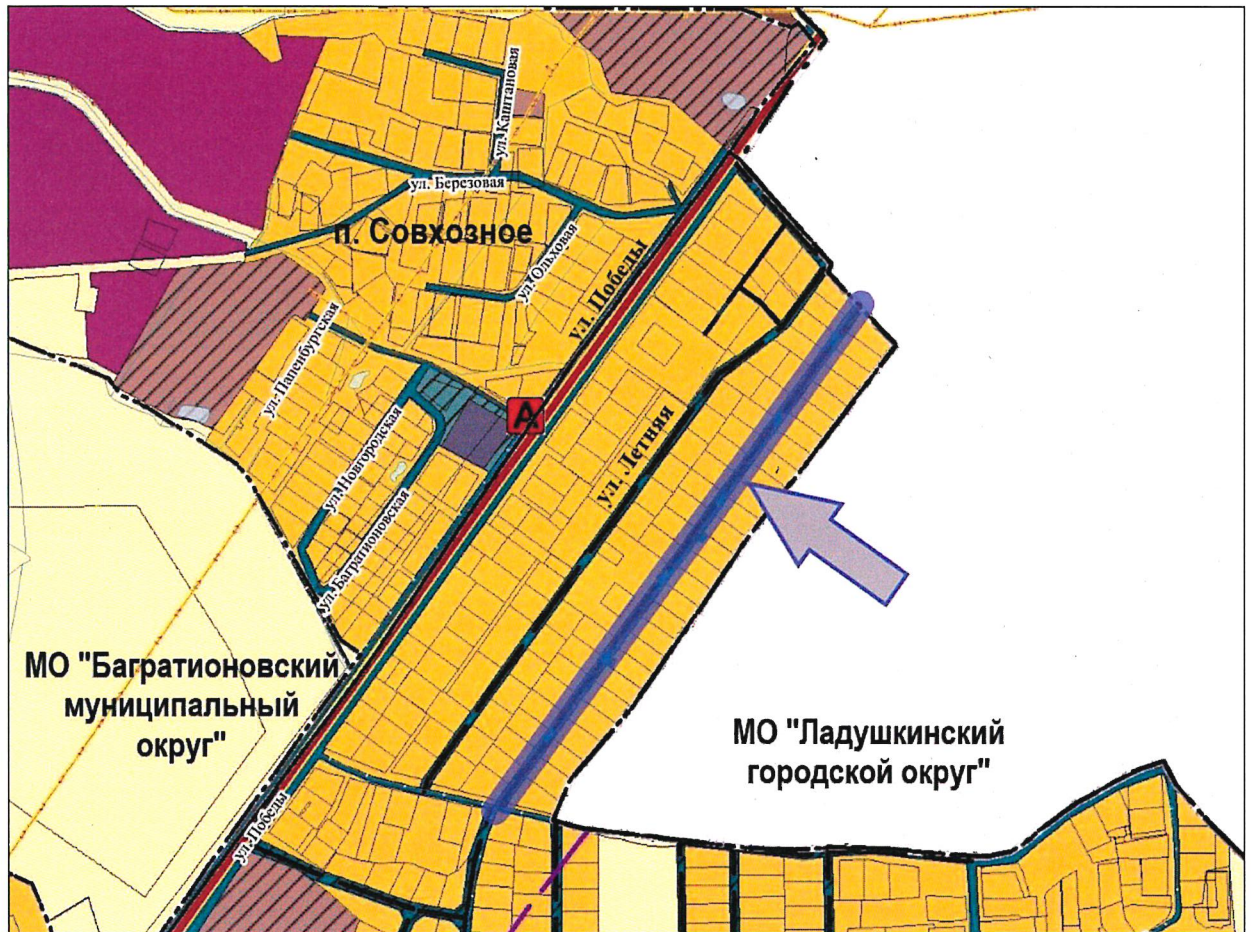 ул. Каштановая
ул. Березовая
п. Совхозное
ул. Ольховая
ул. Победы
ул. Папенбургская
А
ул. Новгородская
ул. Летняя
ул. Багратионовская
МО "Багратионовский
муниципальный
округ"
МО "Ладушкинский
городской округ"
ул. Победы